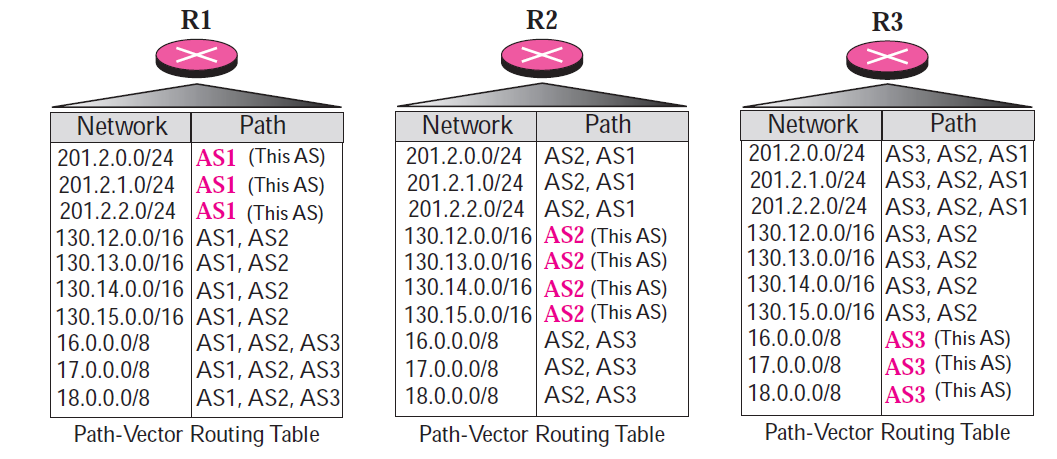 R1
Network Path
201.2.0.0/24 AS1 (This AS)
201.2.1.0/24 AS1 (This AS)
201.2.2.0/24 AS1 (This AS)
130.12.0.0/16 AS1, AS2
130.13.0.0/16 AS1, AS2
130.14.0.0/16 AS1, AS2
130.15.0.0/16 AS1, AS2
16.0.0.0/8 AS1, AS2, AS3
17.0.0.0/8 AS1, AS2, AS3
18.0.0.0/8 AS1, AS2, AS3
Path-Vector Routing Table
R2
Network Path
201.2.0.0/24 AS2, AS1
201.2.1.0/24 AS2, AS1
201.2.2.0/24 AS2, AS1
130.12.0.0/16 AS2 (This AS)
130.13.0.0/16 AS2 (This AS)
130.14.0.0/16 AS2 (This AS)
130.15.0.0/16 AS2 (This AS)
16.0.0.0/8 AS2, AS3
17.0.0.0/8 AS2, AS3
18.0.0.0/8 AS2, AS3
Path-Vector Routing Table
R3
Network Path
201.2.0.0/24 AS3, AS2, AS1
201.2.1.0/24 AS3, AS2, AS1
201.2.2.0/24 AS3, AS2, AS1
130.12.0.0/16 AS3, AS2
130.13.0.0/16 AS3, AS2
130.14.0.0/16 AS3, AS2
130.15.0.0/16 AS3, AS2
16.0.0.0/8 AS3 (This AS)
17.0.0.0/8 AS3 (This AS)
18.0.0.0/8 AS3 (This AS)
Path-Vector Routing Table